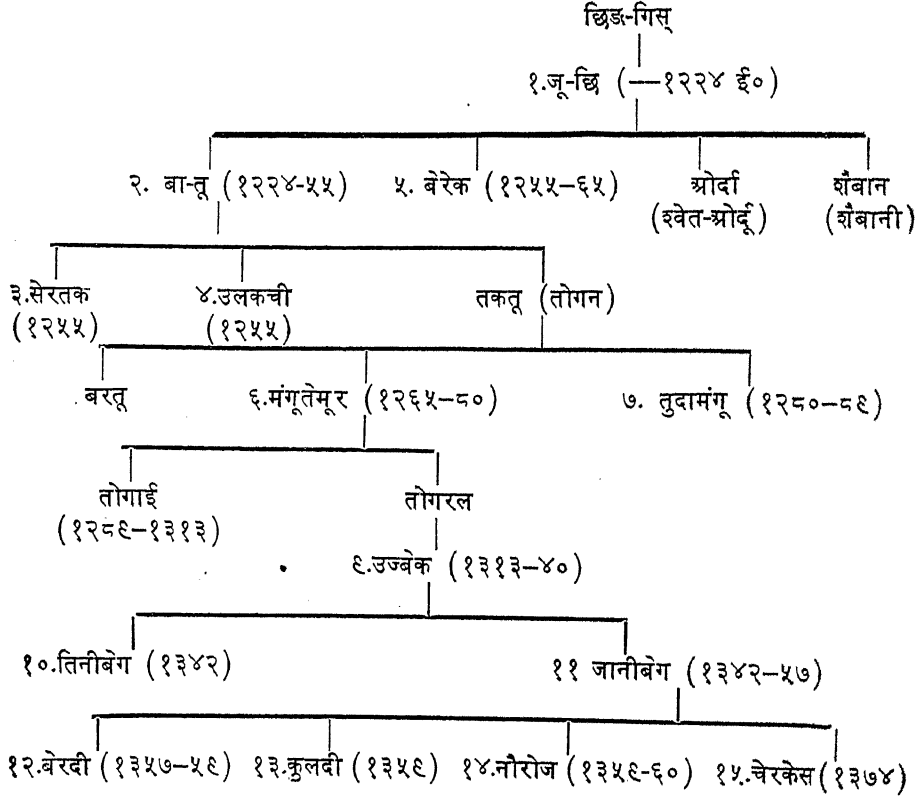 छिङ-गिस्
१.जू-छि (—१२२४ ई०)
२. बा-तू (१२२४-५५) ५. बेरेक (१२५५–६५) ओर्दा शैबान
(श्वेत-ओर्दू) (शैबानी)
३.सेरतक ४.उलकची तकतू (तोगन)
(१२५५) (१२५५)
बरतू ६.मंगूतेमूर (१२६५–८०) ७. तुदामंगू (१२८०–८९)
तोगाई तोगरल
(१२८९–१३१३)
९.उज्बेक (१३१३–४०)
१०.तिनीबेग (१३४२) ११ जानीबेग (१३४२–५७)
१२.बेरदी (१३५७–५९) १३.कुलदी (१३५९) १४.नौरोज (१३५९-६०) १५.चेरकेस (१३७४)